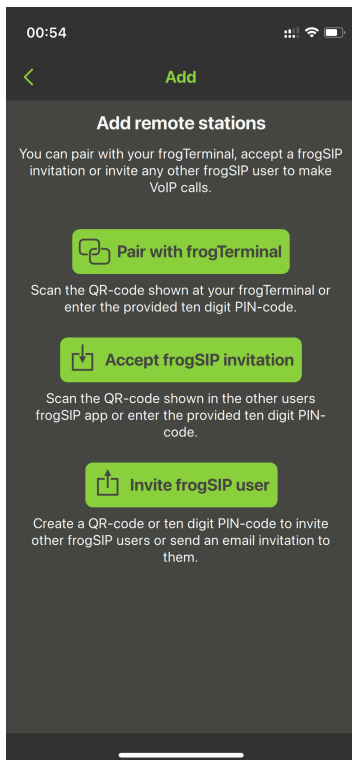 00:54
Add
Add remote stations
You can pair with your frogTerminal, accept a frogSIP
invitation or invite any other frogSIP user to make
VoIP calls.
Pair with frogTerminal
Scan the QR-code shown at your frogTerminal or
enter the provided ten digit PIN-code.
Accept frogSIP invitation
Scan the QR-code shown in the other users
frogSIP app or enter the provided ten digit PIN-
code.
Invite frogSIP user
Create a QR-code or ten digit PIN-code to invite
other frogSIP users or send an email invitation to
them.